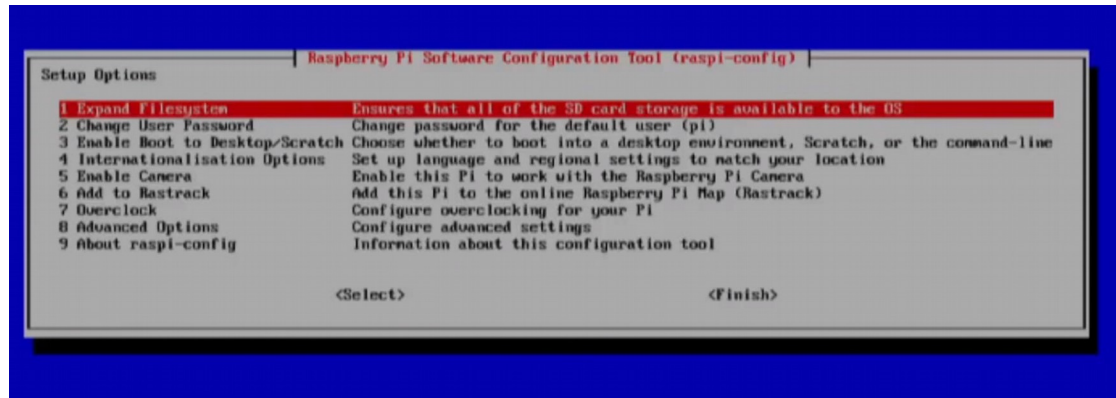 Raspberry Pi Software Configuration Tool (raspi-config)
Setup Options
1 Expand Filesystem Ensures that all of the SD card storage is available to the OS
2 Change User Password Change password for the default user (pi)
3 Enable Boot to Desktop/Scratch Choose whether to boot into a desktop environment, Scratch, or the command-line
4 Internationalisation Options Set up language and regional settings to match your location
5 Enable Camera Enable this Pi to work with the Raspberry Pi Camera
6 Add to Rastrack Add this Pi to the online Raspberry Pi Map (Rastrack)
7 Overclock Configure overclocking for your Pi
8 Advanced Options Configure advanced settings
9 About raspi-config Information about this configuration tool
<Select> <Finish>